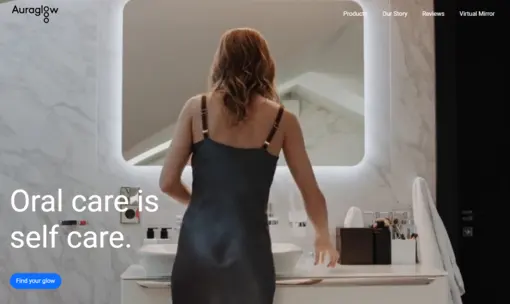 Auraglow
Products
Our Story
Reviews
Virtual Mirror
Oral care is
self care.
Find your glow